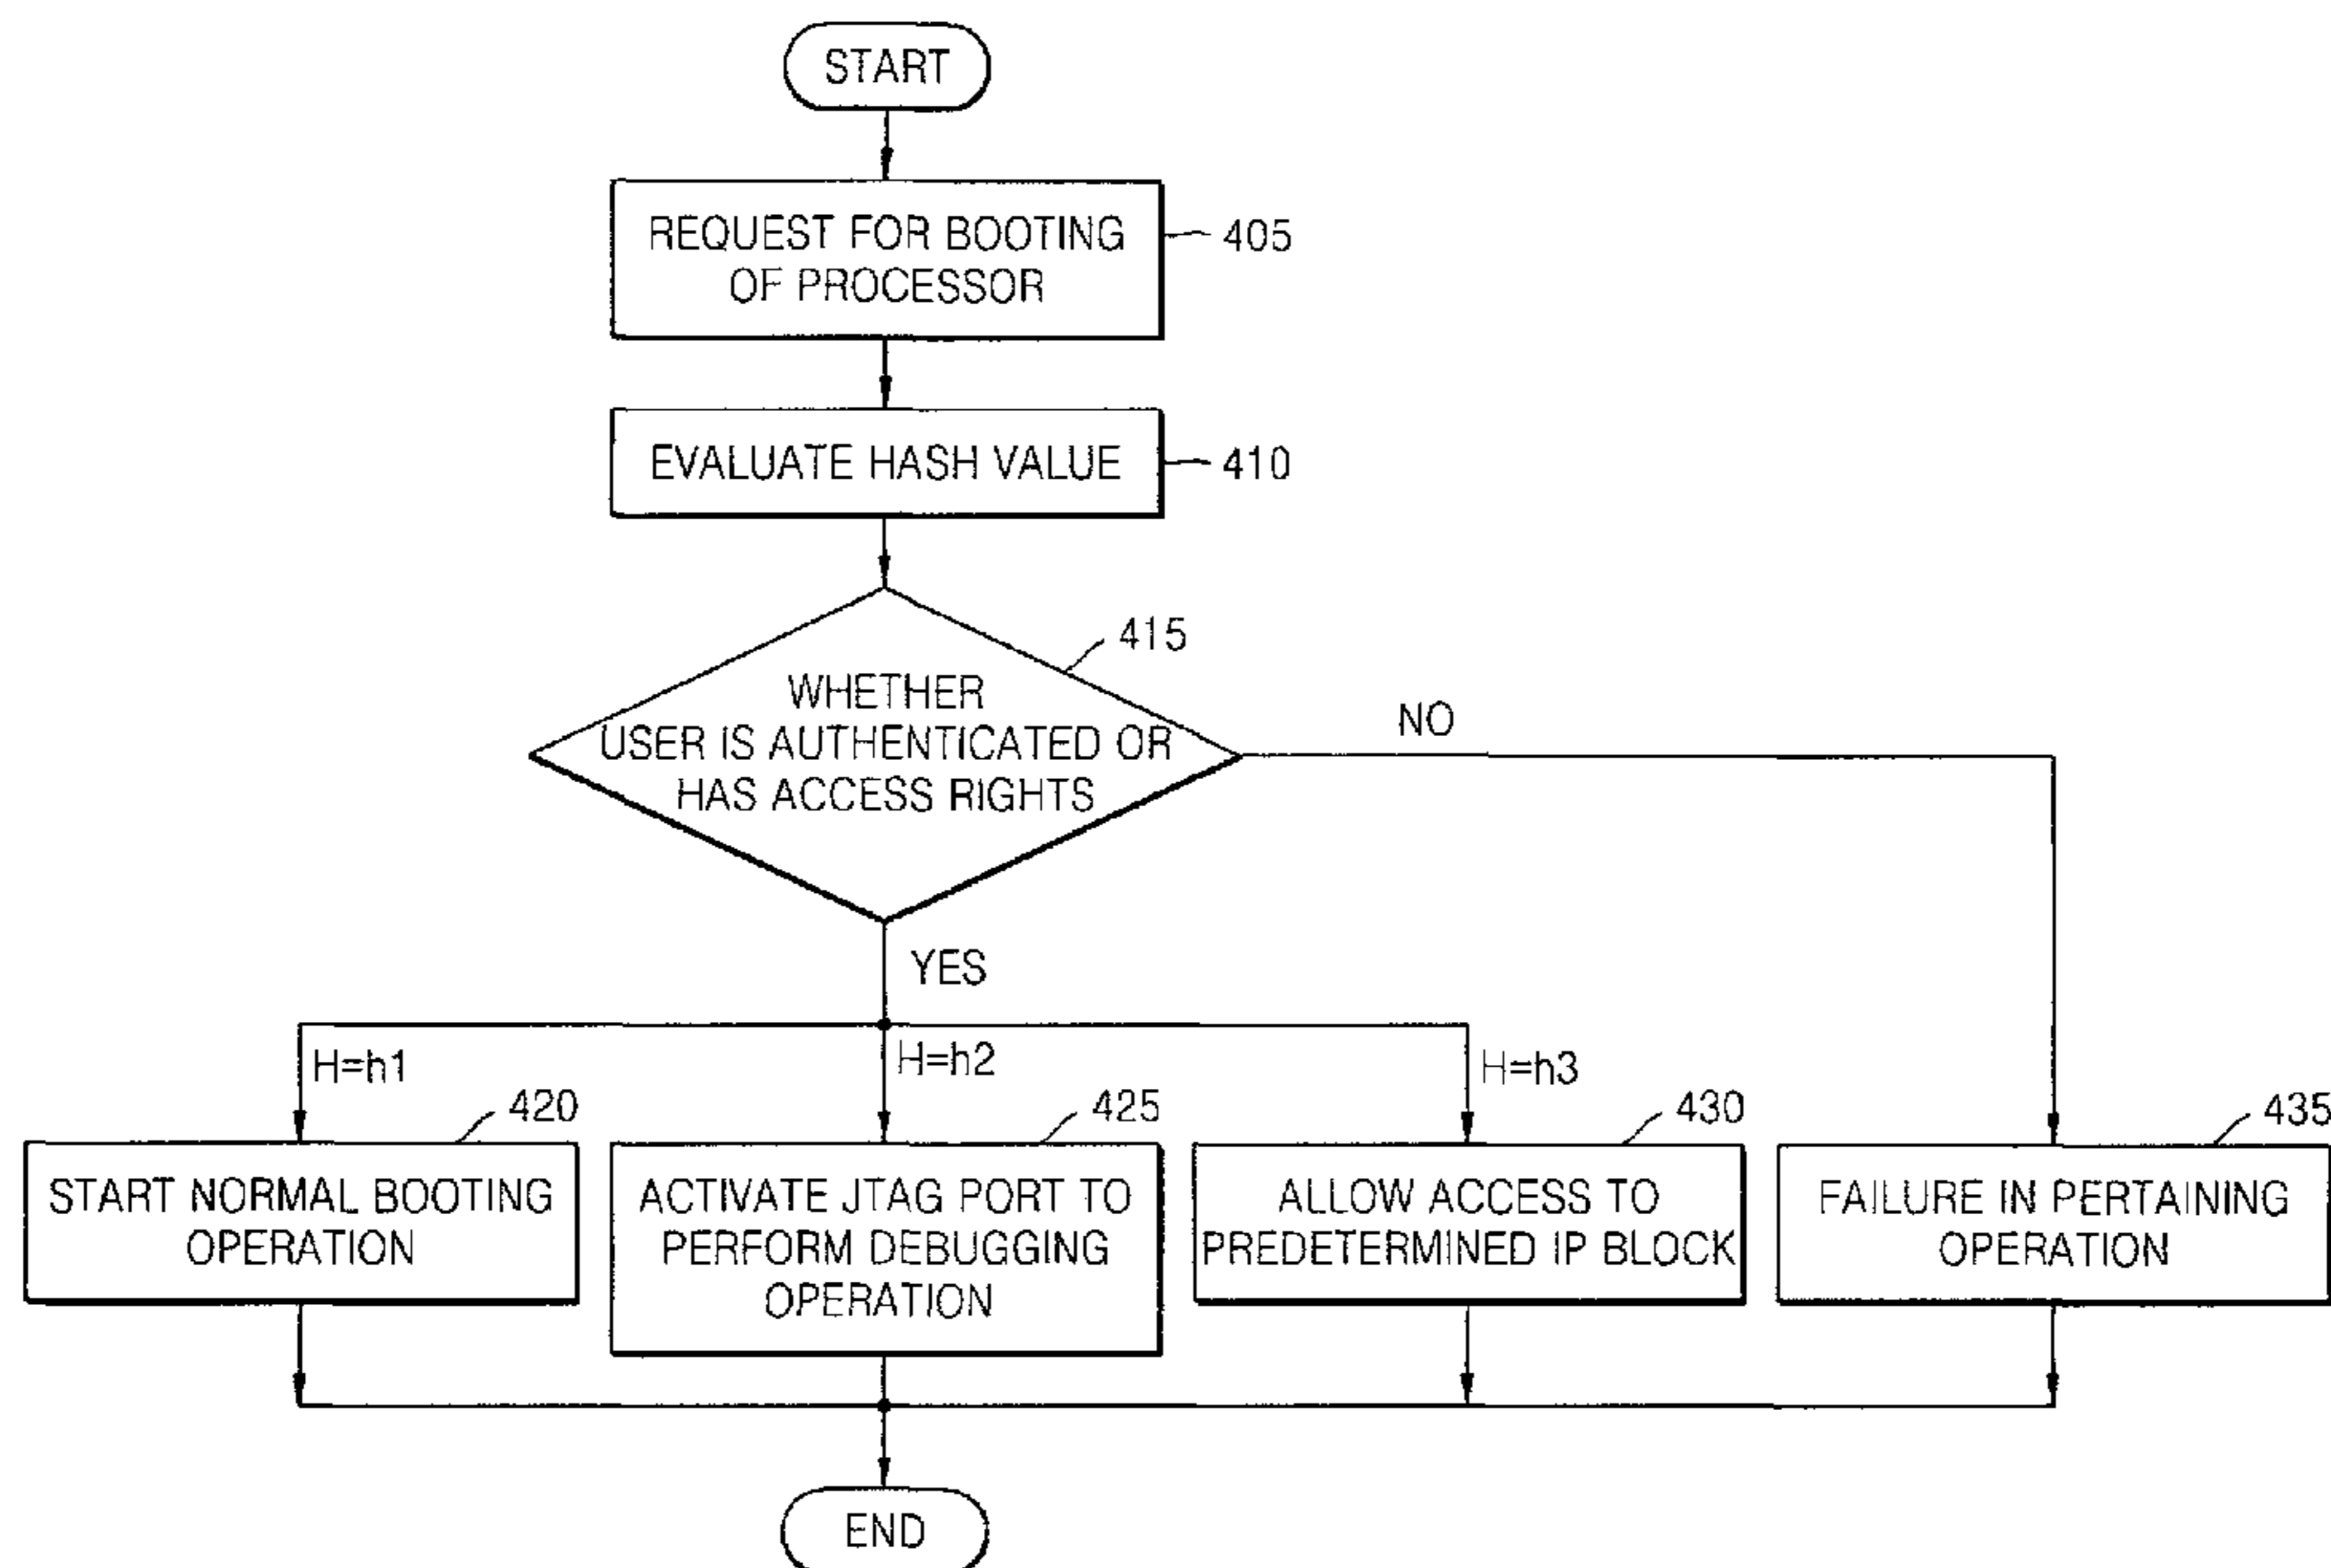 START
REQUEST FOR BOOTING
OF PROCESSOR
405
EVALUATE HASH VALUE
410
415
WHETHER
USER IS AUTHENTICATED OR
HAS ACCESS RIGHTS
NO
YES
H=h1
H=h2
H=h3
420
425
430
435
START NORMAL BOOTING
OPERATION
ACTIVATE JTAG PORT TO
PERFORM DEBUGGING
OPERATION
ALLOW ACCESS TO
PREDETERMINED IP BLOCK
FAILURE IN PERTAINING
OPERATION
END